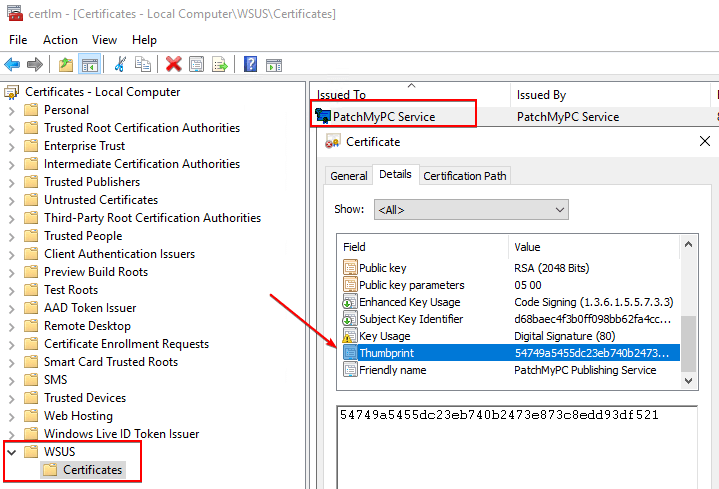 certlm - [Certificates - Local Computer\WSUS\Certificates]
File Action View Help
Certificates - Local Computer
Personal
Trusted Root Certification Authorities
Enterprise Trust
Intermediate Certification Authorities
Trusted Publishers
Untrusted Certificates
Third-Party Root Certification Authorities
Trusted People
Client Authentication Issuers
Preview Build Roots
Test Roots
AAD Token Issuer
Remote Desktop
Certificate Enrollment Requests
Smart Card Trusted Roots
SMS
Trusted Devices
Web Hosting
Windows Live ID Token Issuer
WSUS
Certificates
Issued To Issued By
PatchMyPC Service PatchMyPC Service
Certificate
General Details Certification Path
Show: <All>
Field Value
Public key RSA (2048 Bits)
Public key parameters 05 00
Enhanced Key Usage Code Signing (1.3.6.1.5.5.7.3.3)
Subject Key Identifier d68baec4f3b0ff098bb62fa4cc...
Key Usage Digital Signature (80)
Thumbprint 54749a5455dc23eb740b2473...
Friendly name PatchMyPC Publishing Service
54749a5455dc23eb740b2473e873c8edd93df521